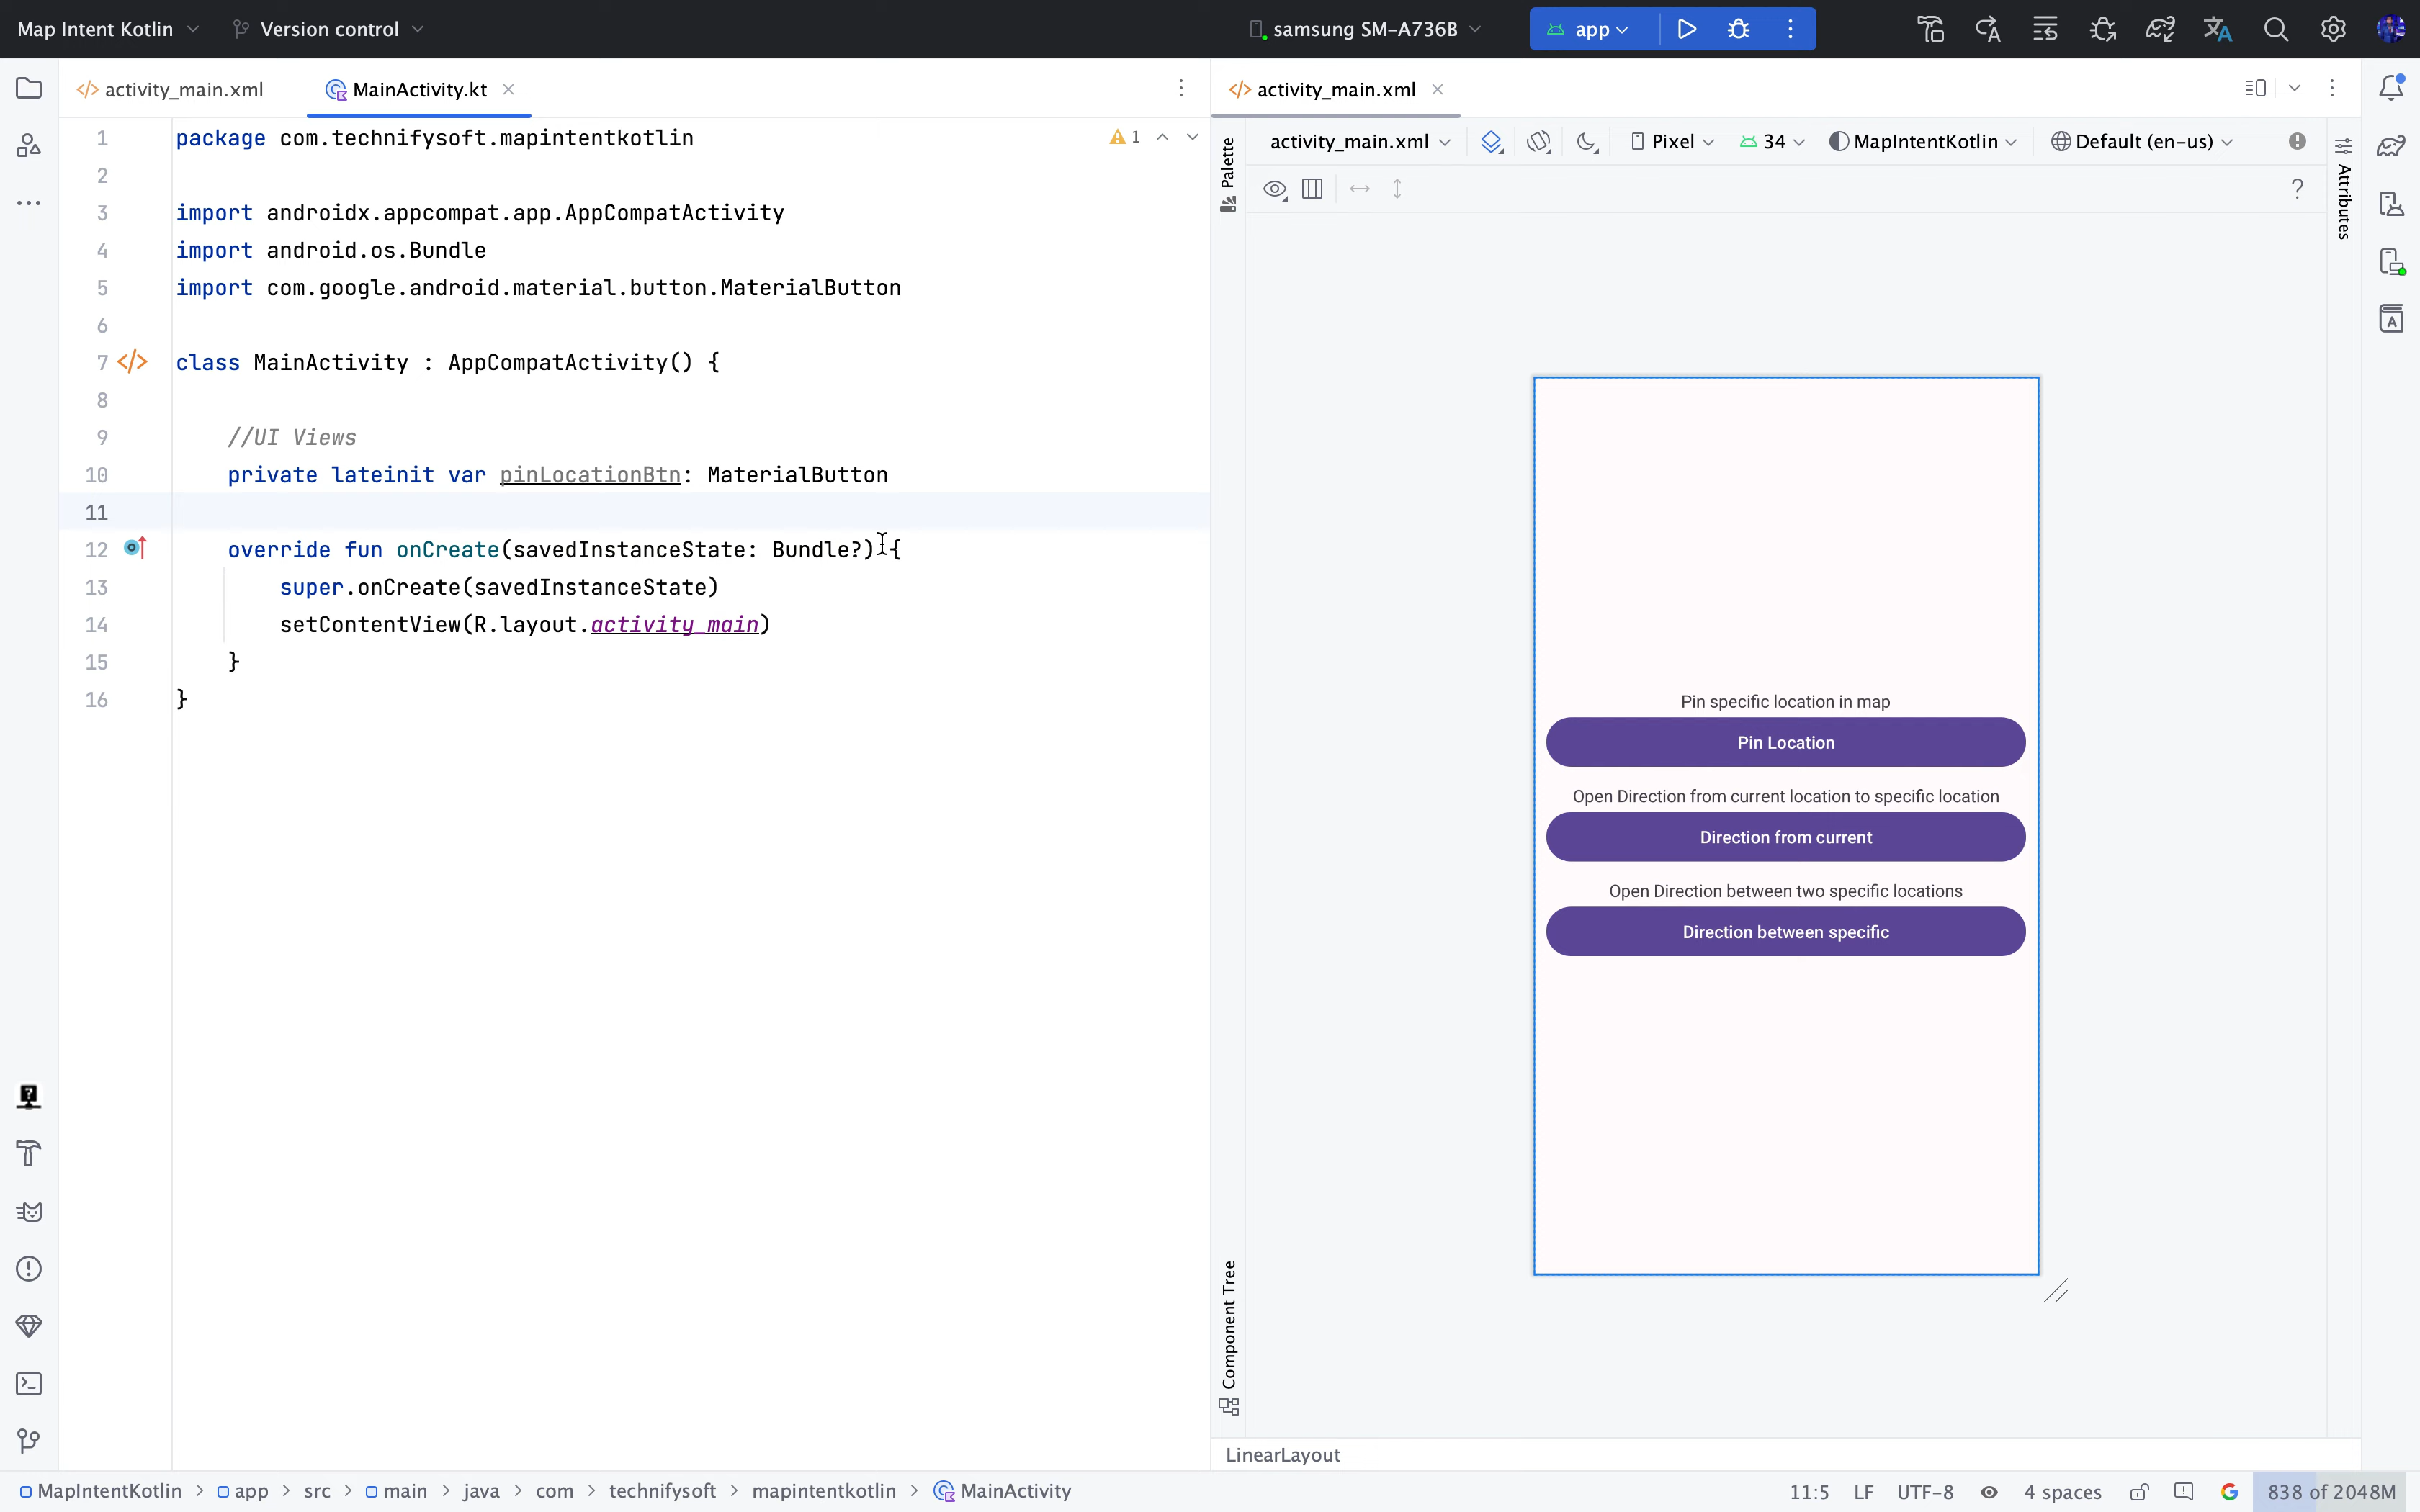 Map Intent Kotlin
Version control
samsung SM-A736B
app
activity_main.xml
MainActivity.kt
1 package com.technifysoft.mapintentkotlin
1
2
3 import androidx.appcompat.app.AppCompatActivity
4 import android.os.Bundle
5 import com.google.android.material.button.MaterialButton
6
7 class MainActivity : AppCompatActivity() {
8
9 //UI Views
10 private lateinit var pinLocationBtn: MaterialButton
11
12 override fun onCreate(savedInstanceState: Bundle?) {
13 super.onCreate(savedInstanceState)
14 setContentView(R.layout.activity_main)
15 }
16 }
activity_main.xml
Palette
activity_main.xml
Pixel
34
MapIntentKotlin
Default (en-us)
Attributes
Pin specific location in map
Pin Location
Open Direction from current location to specific location
Direction from current
Open Direction between two specific locations
Direction between specific
Component Tree
LinearLayout
MapIntentKotlin > app > src > main > java > com > technifysoft > mapintentkotlin > MainActivity
11:5 LF UTF-8 4 spaces 838 of 2048M